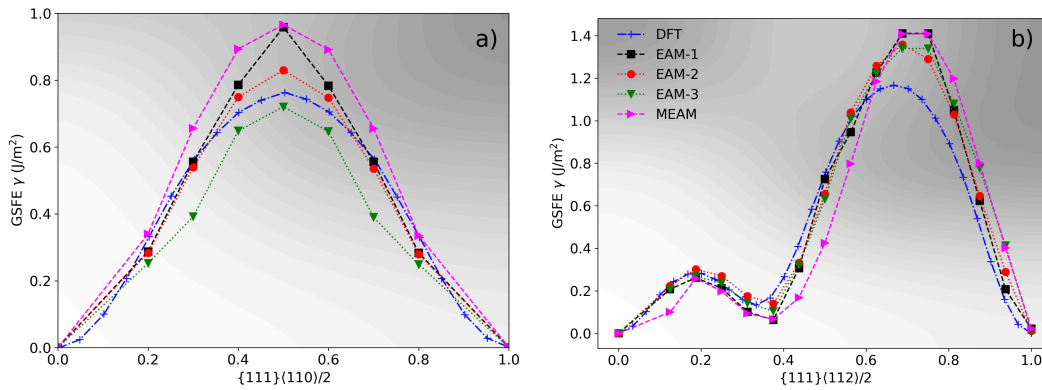 a)
GSFE γ (J/m²)
1.0
0.8
0.6
0.4
0.2
0.0
0.0 0.2 0.4 0.6 0.8 1.0
{111}⟨110⟩/2
b)
DFT
EAM-1
EAM-2
EAM-3
MEAM
GSFE γ (J/m²)
1.4
1.2
1.0
0.8
0.6
0.4
0.2
0.0
0.0 0.2 0.4 0.6 0.8 1.0
{111}⟨112⟩/2